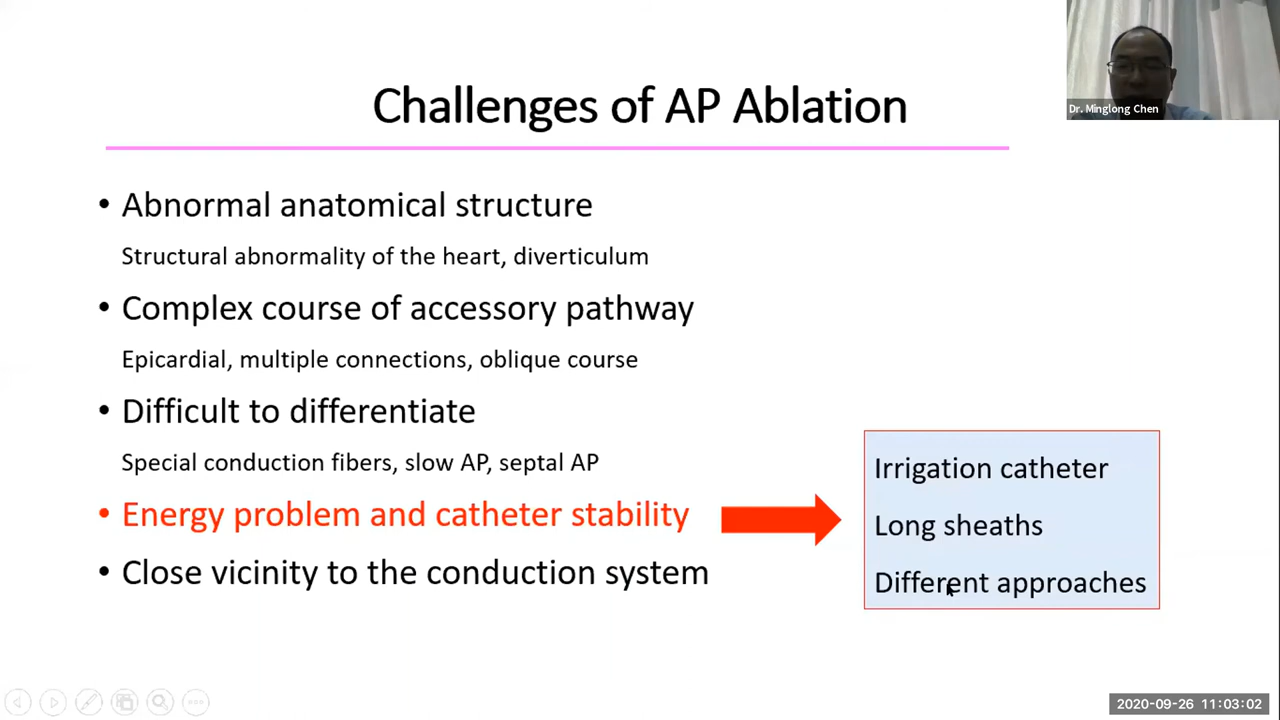 Challenges of AP Ablation
Dr. Minglong Chen
• Abnormal anatomical structure
Structural abnormality of the heart, diverticulum
• Complex course of accessory pathway
Epicardial, multiple connections, oblique course
• Difficult to differentiate
Special conduction fibers, slow AP, septal AP
• Energy problem and catheter stability
• Close vicinity to the conduction system
Irrigation catheter
Long sheaths
Different approaches
2020-09-26 11:03:02